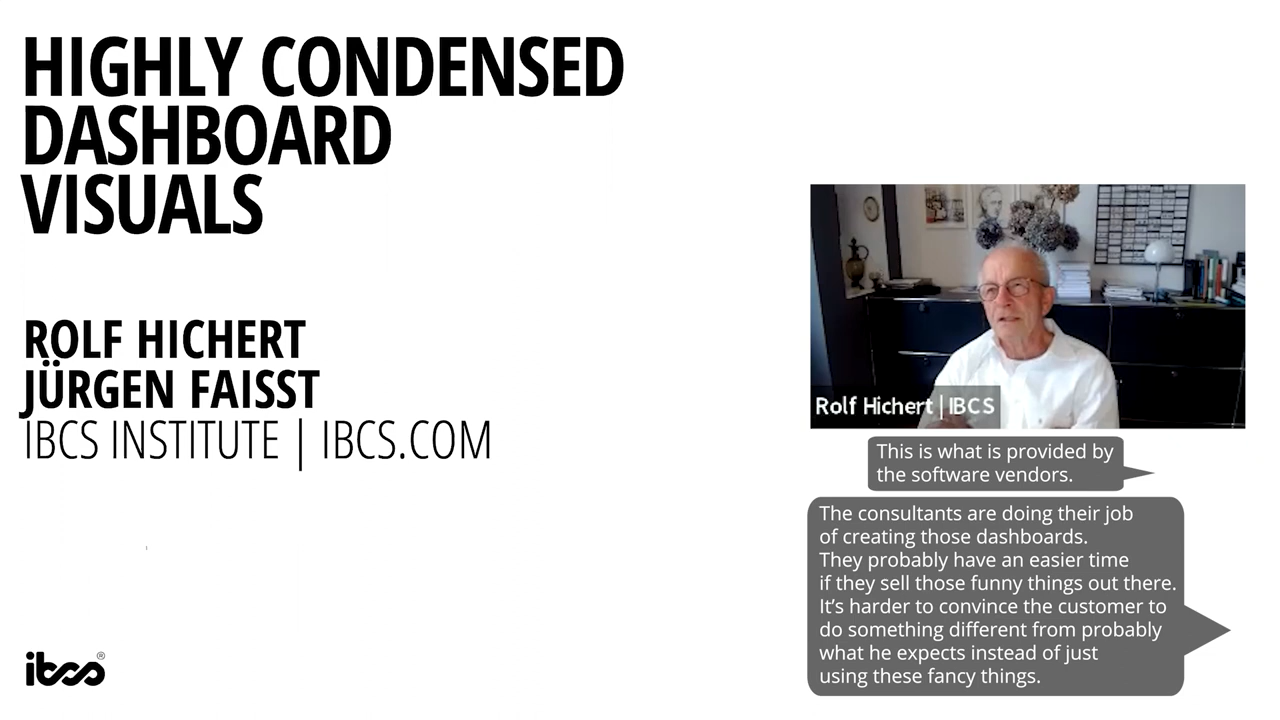 HIGHLY CONDENSED
DASHBOARD
VISUALS
ROLF HICHERT
JÜRGEN FAISST
IBCS INSTITUTE | IBCS.COM
ibcs®
Rolf Hichert | IBCS
This is what is provided by
the software vendors.
The consultants are doing their job
of creating those dashboards.
They probably have an easier time
if they sell those funny things out there.
It’s harder to convince the customer to
do something different from probably
what he expects instead of just
using these fancy things.